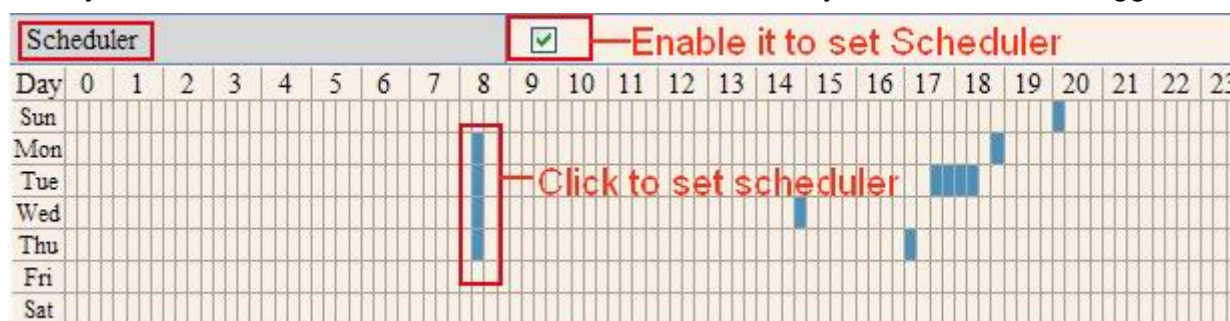 Scheduler Enable it to set Scheduler
Day 0 1 2 3 4 5 6 7 8 9 10 11 12 13 14 15 16 17 18 19 20 21 22 23
Sun
Mon
Tue Click to set scheduler
Wed
Thu
Fri
Sat